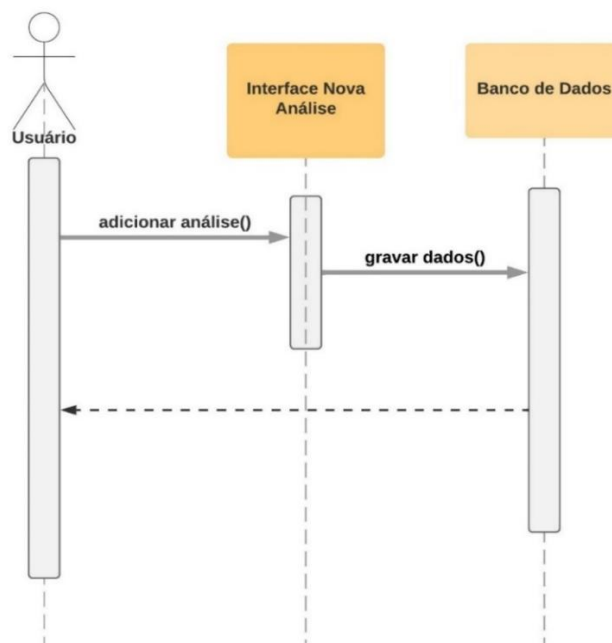 Interface Nova
Análise
Banco de Dados
Usuário
adicionar análise()
gravar dados()